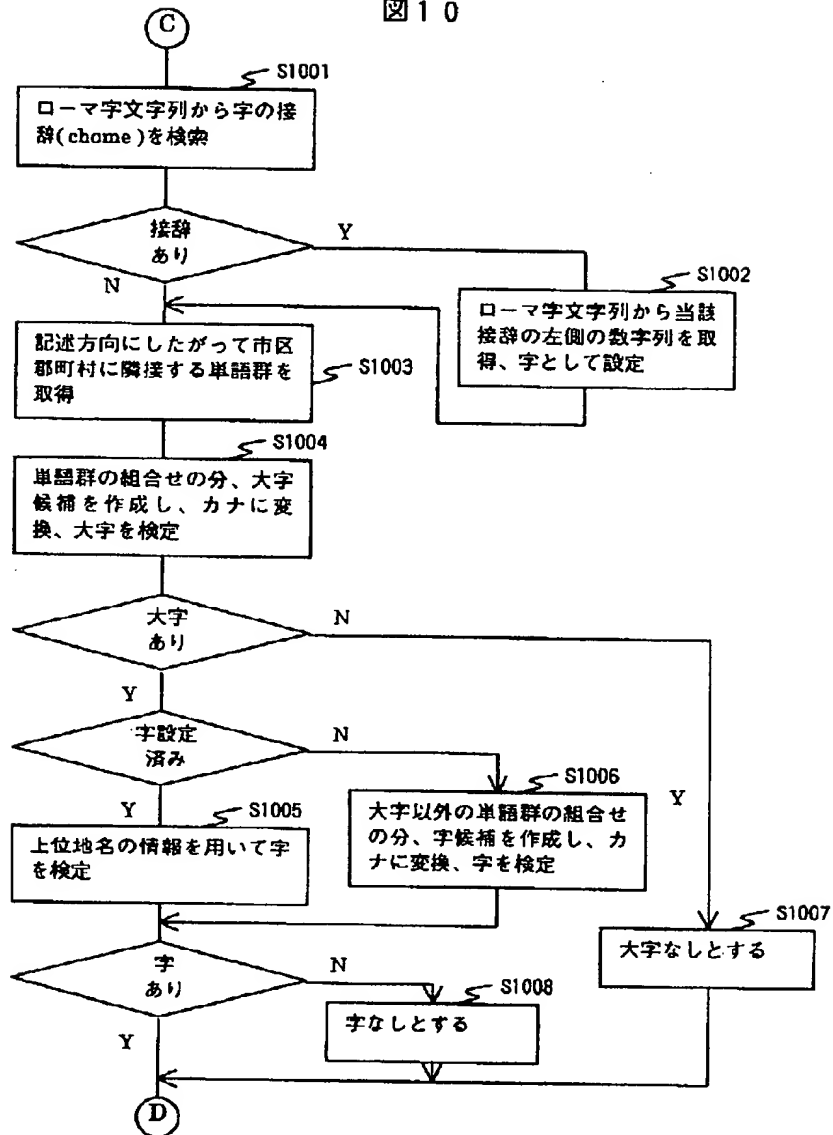 図10
C
S1001
ローマ字文字列から字の接
辞(chome)を検索
接辞
あり
Y
N
S1002
ローマ字文字列から当該
接辞の左側の数字列を取
得、字として設定
記述方向にしたがって市区
郡町村に隣接する単語群を
取得
S1003
S1004
単語群の組合せの分、大字
候補を作成し、カナに変
換、大字を検定
大字
あり
N
Y
字設定
済み
N
Y
S1005
上位地名の情報を用いて字
を検定
S1006
大字以外の単語群の組合せ
の分、字候補を作成し、カ
ナに変換、字を検定
Y
S1007
大字なしとする
字
あり
N
Y
S1008
字なしとする
D